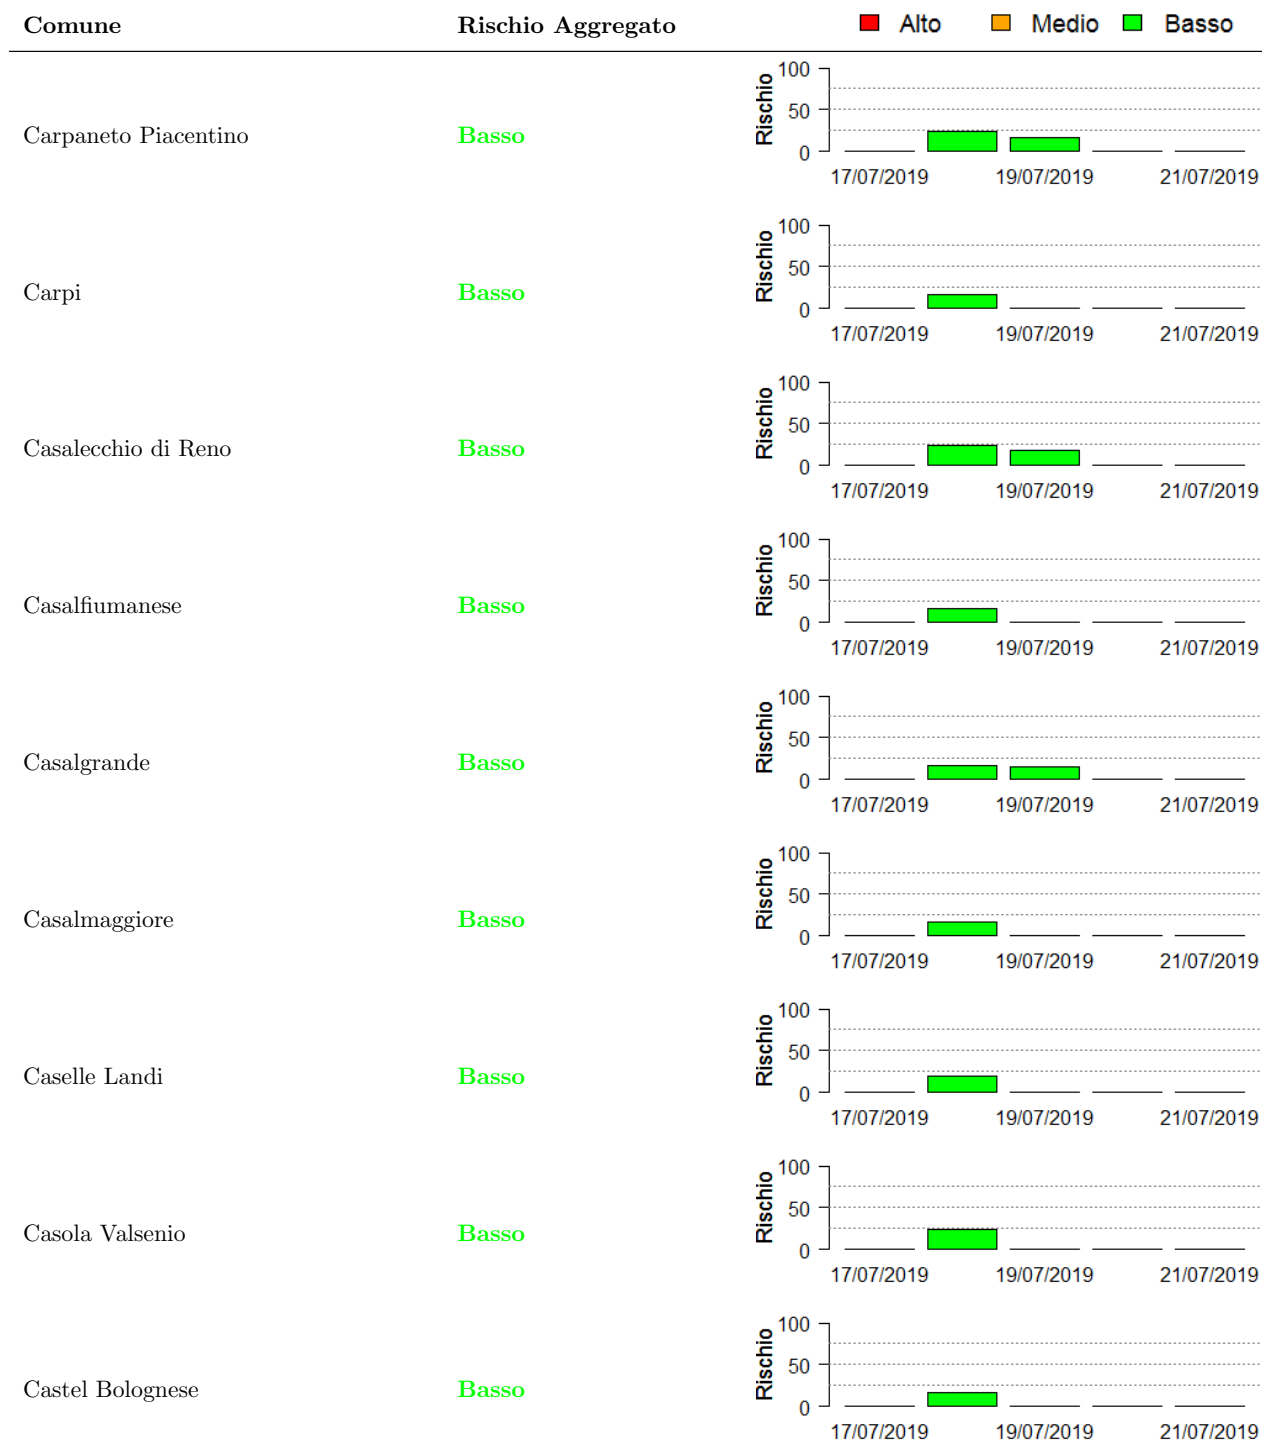 Comune Rischio Aggregato Alto Medio Basso
Carpaneto Piacentino Basso Rischio 100 50 0
17/07/2019 19/07/2019 21/07/2019
Carpi Basso Rischio 100 50 0
17/07/2019 19/07/2019 21/07/2019
Casalecchio di Reno Basso Rischio 100 50 0
17/07/2019 19/07/2019 21/07/2019
Casalfiumanese Basso Rischio 100 50 0
17/07/2019 19/07/2019 21/07/2019
Casalgrande Basso Rischio 100 50 0
17/07/2019 19/07/2019 21/07/2019
Casalmaggiore Basso Rischio 100 50 0
17/07/2019 19/07/2019 21/07/2019
Caselle Landi Basso Rischio 100 50 0
17/07/2019 19/07/2019 21/07/2019
Casola Valsenio Basso Rischio 100 50 0
17/07/2019 19/07/2019 21/07/2019
Castel Bolognese Basso Rischio 100 50 0
17/07/2019 19/07/2019 21/07/2019